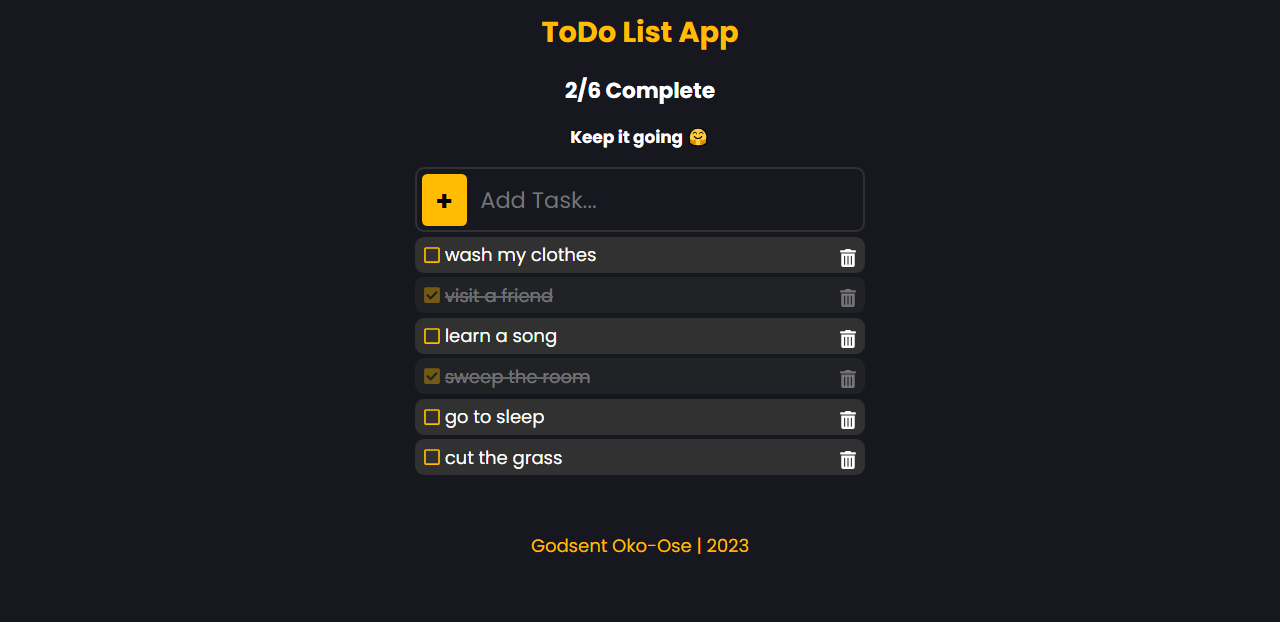 ToDo List App
2/6 Complete
Keep it going 🤗
+ Add Task...
wash my clothes
visit a friend
learn a song
sweep the room
go to sleep
cut the grass
Godsent Oko-Ose | 2023